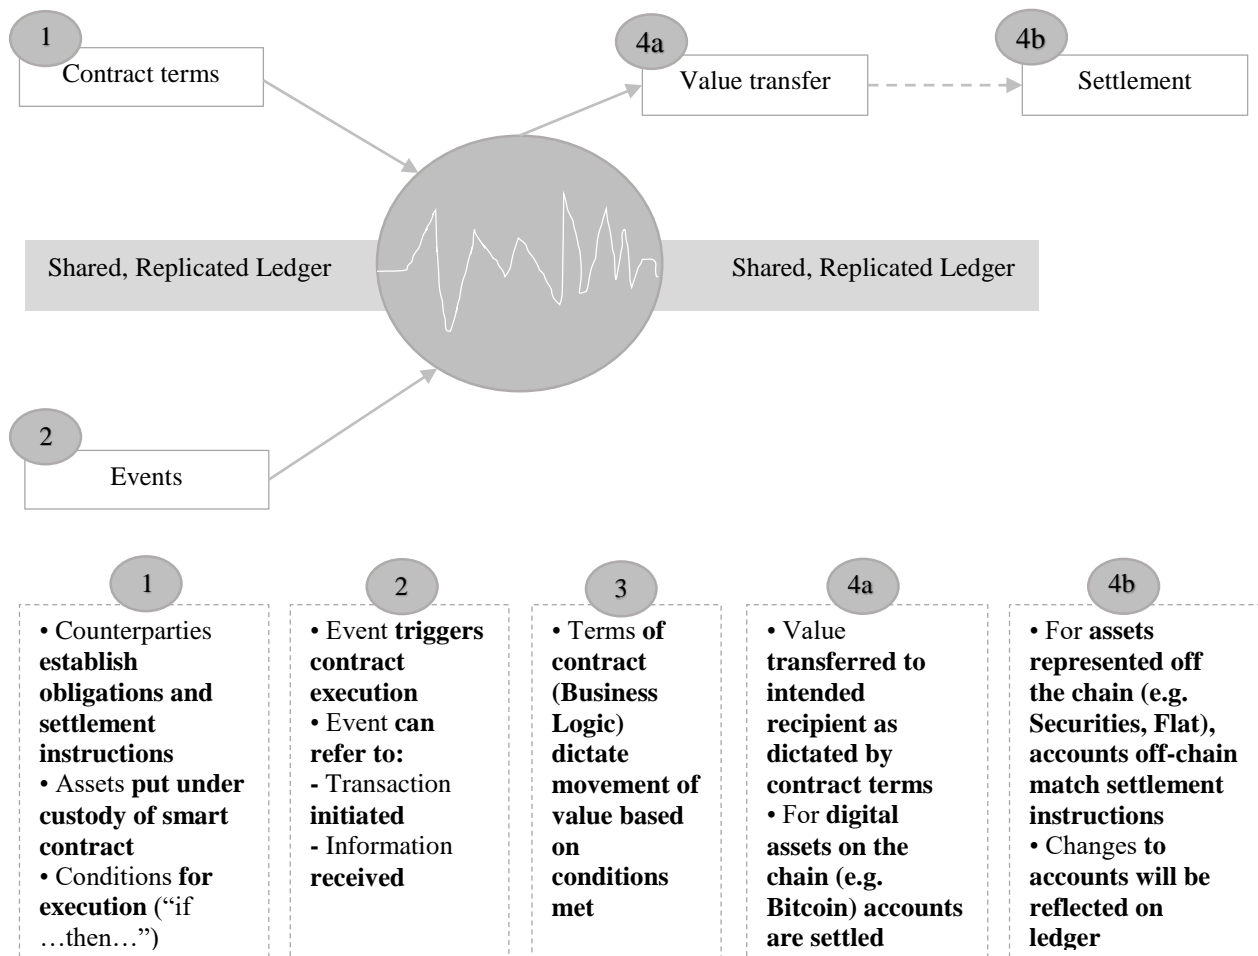 1
Contract terms
4a
Value transfer
4b
Settlement
Shared, Replicated Ledger
Shared, Replicated Ledger
2
Events
1
• Counterparties
establish
obligations and
settlement
instructions
• Assets put under
custody of smart
contract
• Conditions for
execution (“if
…then…”)
2
• Event triggers
contract
execution
• Event can
refer to:
- Transaction
initiated
- Information
received
3
• Terms of
contract
(Business
Logic)
dictate
movement of
value based
on
conditions
met
4a
• Value
transferred to
intended
recipient as
dictated by
contract terms
• For digital
assets on the
chain (e.g.
Bitcoin) accounts
are settled
4b
• For assets
represented off
the chain (e.g.
Securities, Flat),
accounts off-chain
match settlement
instructions
• Changes to
accounts will be
reflected on
ledger